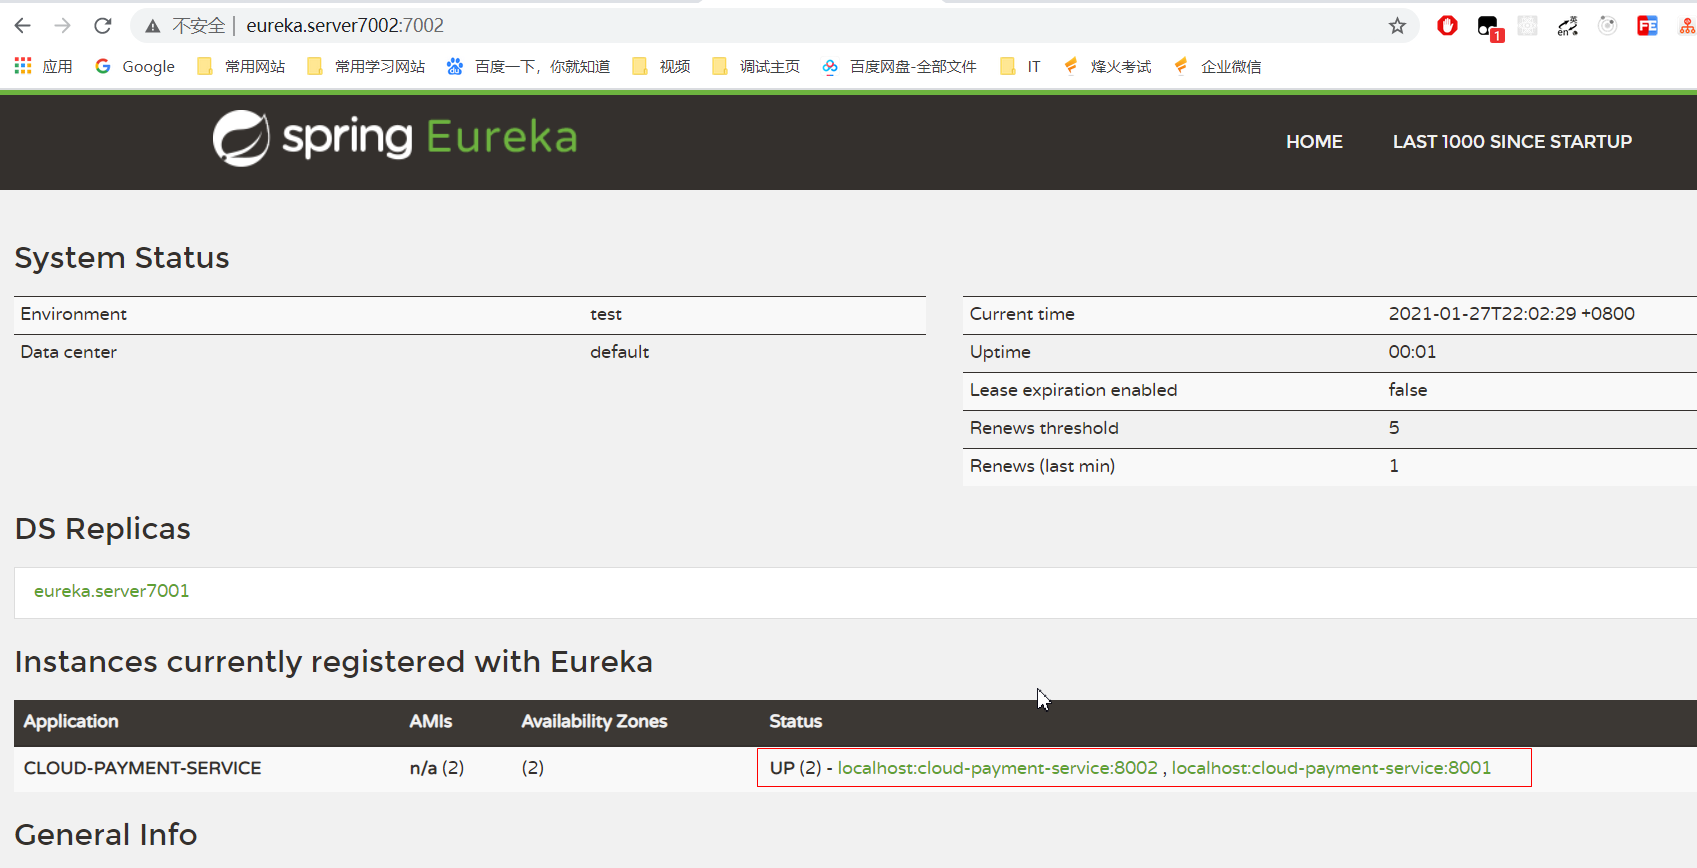 不安全 | eureka.server7002:7002
1
en 英
FE
应用 Google 常用网站 常用学习网站 百度一下，你就知道 视频 调试主页 百度网盘-全部文件 IT 烽火考试 企业微信
spring Eureka
HOME LAST 1000 SINCE STARTUP
System Status
Environment test
Data center default
Current time 2021-01-27T22:02:29 +0800
Uptime 00:01
Lease expiration enabled false
Renews threshold 5
Renews (last min) 1
DS Replicas
eureka.server7001
Instances currently registered with Eureka
Application AMIs Availability Zones Status
CLOUD-PAYMENT-SERVICE n/a (2) (2) UP (2) - localhost:cloud-payment-service:8002 , localhost:cloud-payment-service:8001
General Info